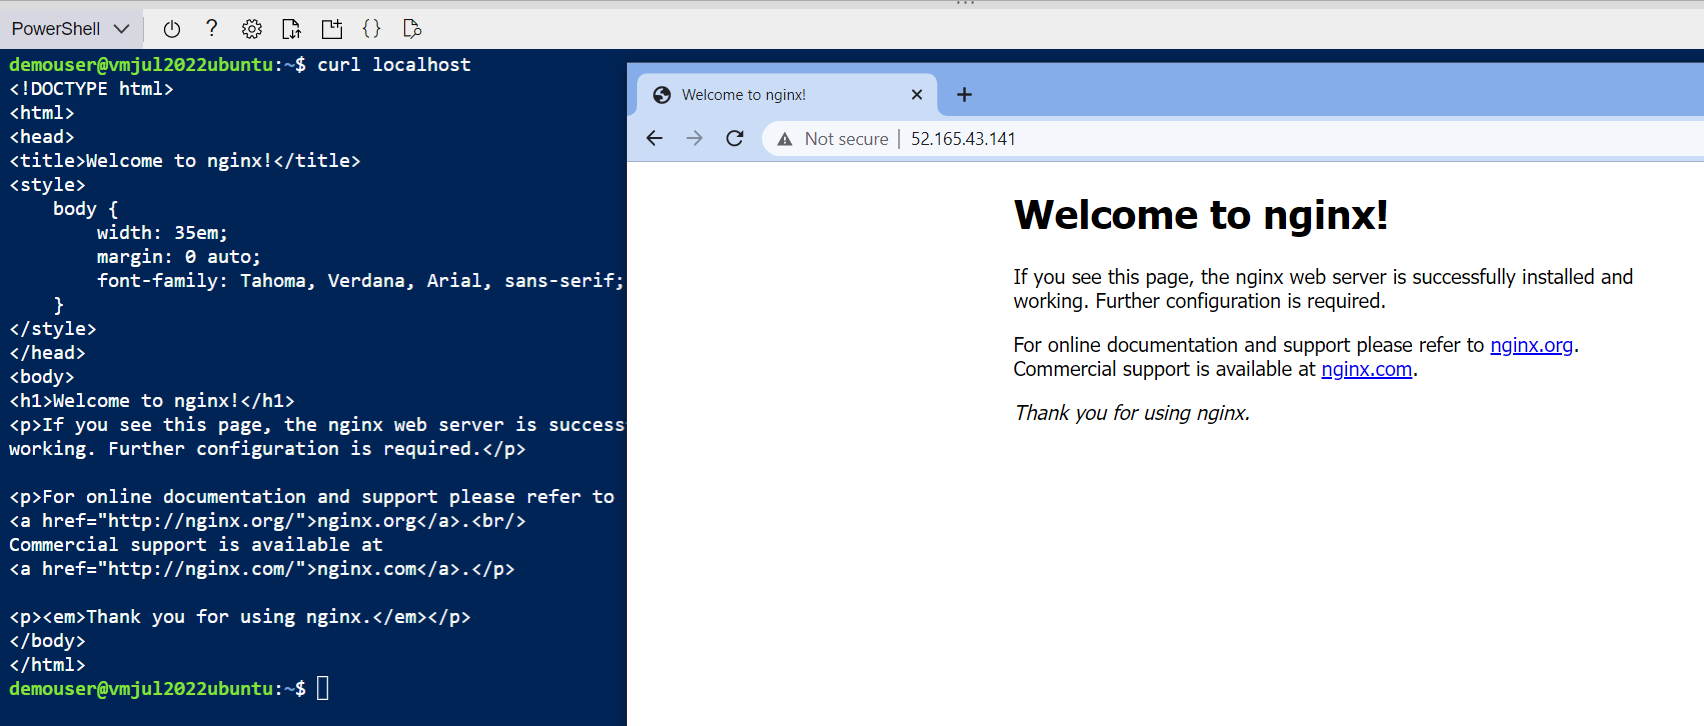 PowerShell
demouser@vmjul2022ubuntu:~$ curl localhost
<!DOCTYPE html>
<html>
<head>
<title>Welcome to nginx!</title>
<style>
    body {
        width: 35em;
        margin: 0 auto;
        font-family: Tahoma, Verdana, Arial, sans-serif;
    }
</style>
</head>
<body>
<h1>Welcome to nginx!</h1>
<p>If you see this page, the nginx web server is success
working. Further configuration is required.</p>
<p>For online documentation and support please refer to
<a href="http://nginx.org/">nginx.org</a>.<br/>
Commercial support is available at
<a href="http://nginx.com/">nginx.com</a>.</p>
<p><em>Thank you for using nginx.</em></p>
</body>
</html>
demouser@vmjul2022ubuntu:~$
Welcome to nginx!
Not secure | 52.165.43.141
Welcome to nginx!
If you see this page, the nginx web server is successfully installed and
working. Further configuration is required.
For online documentation and support please refer to nginx.org.
Commercial support is available at nginx.com.
Thank you for using nginx.